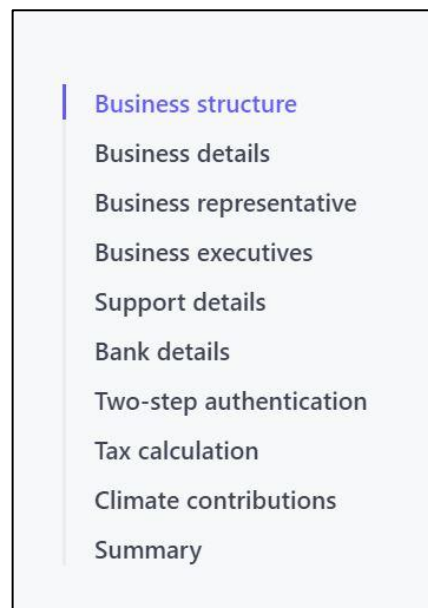 Business structure
Business details
Business representative
Business executives
Support details
Bank details
Two-step authentication
Tax calculation
Climate contributions
Summary